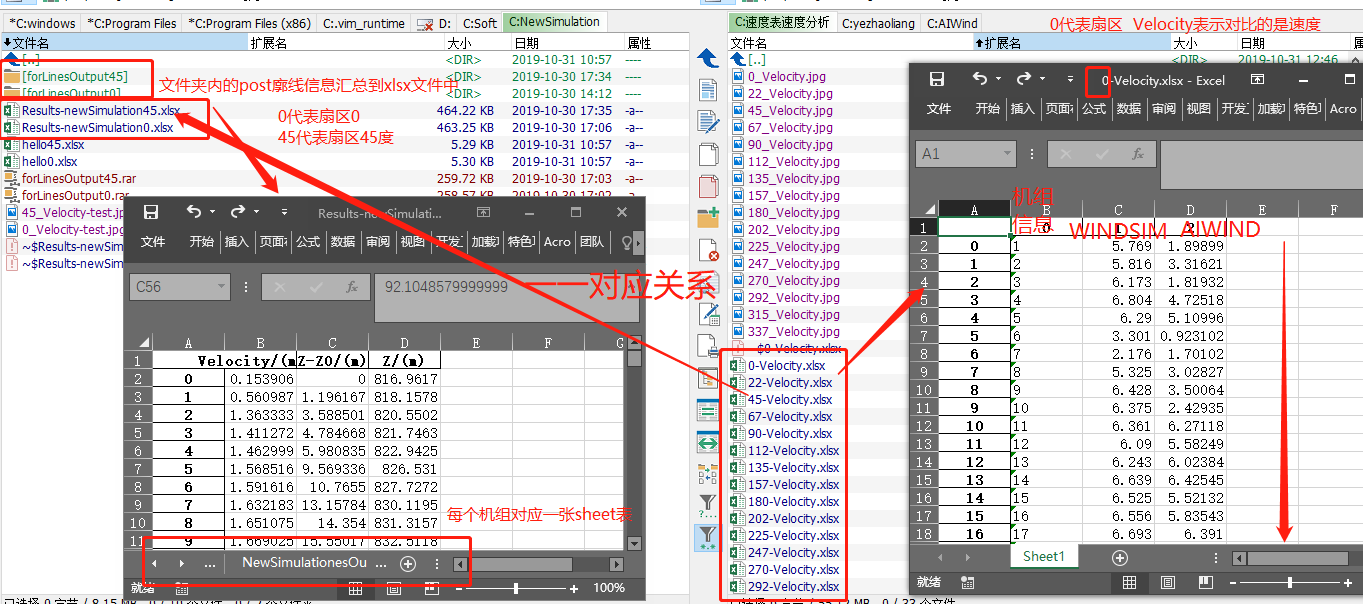 *C:windows *C:Program Files *C:Program Files (x86) C:.vim_runtime D: C:Soft C:NewSimulation
文件名 扩展名 大小 日期 属性
[..] <DIR> 2019-10-31 10:57 ----
[forLinesOutput45] <DIR> 2019-10-30 17:34 ----
[forLinesOutput0] <DIR> 2019-10-30 14:12 ----
Results-newSimulation45.xlsx 464.22 KB 2019-10-30 17:35 -a--
Results-newSimulation0.xlsx 463.25 KB 2019-10-30 17:06 -a--
hello45.xlsx 5.30 KB 2019-10-31 10:57 -a--
hello0.xlsx 5.30 KB 2019-10-31 10:57 -a--
forLinesOutput45.rar 259.72 KB 2019-10-30 17:03 -a--
forLinesOutput0.rar 258.57 KB 2019-10-30 17:02 -a--
45_Velocity-test.jp
0_Velocity-test.jpg
~$Results-newSim
~$Results-newSim
文件夹内的post廓线信息汇总到xlsx文件中
0代表扇区0
45代表扇区45度
Results-newSimulati...
文件 开始 插入 页面 公式 数据 审阅 视图 开发 加载 特色 Acro 团队
C56 fx 92.1048579999999
一一对应关系
A B C D E F G
1 Velocity/(m Z-Z0/(m) Z/(m)
2 0 0.153906 0 816.9617
3 1 0.560987 1.196167 818.1578
4 2 1.363333 3.588501 820.5502
5 3 1.411272 4.784668 821.7463
6 4 1.462999 5.980835 822.9425
7 5 1.568516 9.569336 826.531
8 6 1.591616 10.7655 827.7272
9 7 1.632183 13.15784 830.1195
10 8 1.651075 14.354 831.3157
11 9 1.669025 15.55017 832.5118
每个机组对应一张sheet表
... NewSimulationesOu ...
就绪 100%
C:速度表速度分析 C:yezhaoliang C:AIWind
0代表扇区 Velocity表示对比的是速度
文件名 扩展名 大小 日期
[..] <DIR> 2019-10-31 12:46
0_Velocity.jpg
22_Velocity.jpg
45_Velocity.jpg
67_Velocity.jpg
90_Velocity.jpg
112_Velocity.jpg
135_Velocity.jpg
157_Velocity.jpg
180_Velocity.jpg
202_Velocity.jpg
225_Velocity.jpg
247_Velocity.jpg
270_Velocity.jpg
292_Velocity.jpg
315_Velocity.jpg
337_Velocity.jpg
~$0-Velocity.xlsx
0-Velocity.xlsx
22-Velocity.xlsx
45-Velocity.xlsx
67-Velocity.xlsx
90-Velocity.xlsx
112-Velocity.xlsx
135-Velocity.xlsx
157-Velocity.xlsx
180-Velocity.xlsx
202-Velocity.xlsx
225-Velocity.xlsx
247-Velocity.xlsx
270-Velocity.xlsx
292-Velocity.xlsx
0-Velocity.xlsx - Excel
文件 开始 插入 页面 公式 数据 审阅 视图 开发 加载 特色 Acro
A1 fx
机组
信息
WINDSIM AIWIND
A B C D E F
1 0
2 0 1 5.769 1.89899
3 1 2 5.816 3.31621
4 2 3 6.173 1.81932
5 3 4 6.804 4.72518
6 4 5 6.29 5.10996
7 5 6 3.301 0.923102
8 6 7 2.176 1.70102
9 7 8 5.325 3.02827
10 8 9 6.428 3.50064
11 9 10 6.375 2.42935
12 10 11 6.361 6.27118
13 11 12 6.09 5.58249
14 12 13 6.243 6.02384
15 13 14 6.639 6.42545
16 14 15 6.525 5.52132
17 15 16 6.556 5.83543
18 16 17 6.693 6.391
Sheet1
就绪